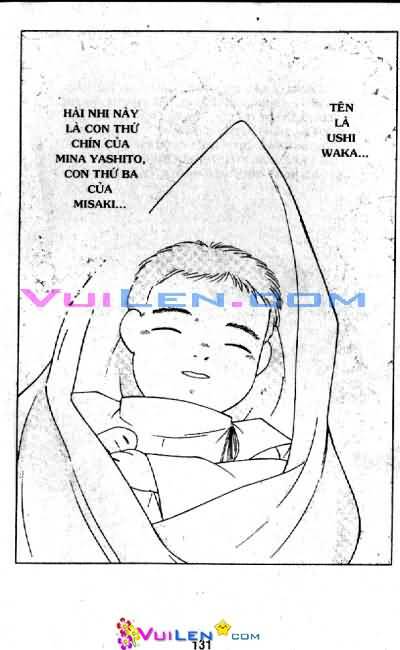 TÊN
LÀ
USHI
WAKA...
HÀI NHI NÀY
LÀ CON THỨ
CHÍN CỦA
MINA YASHITO,
CON THỨ BA
CỦA
MISAKI...
VUILEN.COM
VUILEN.COM
131